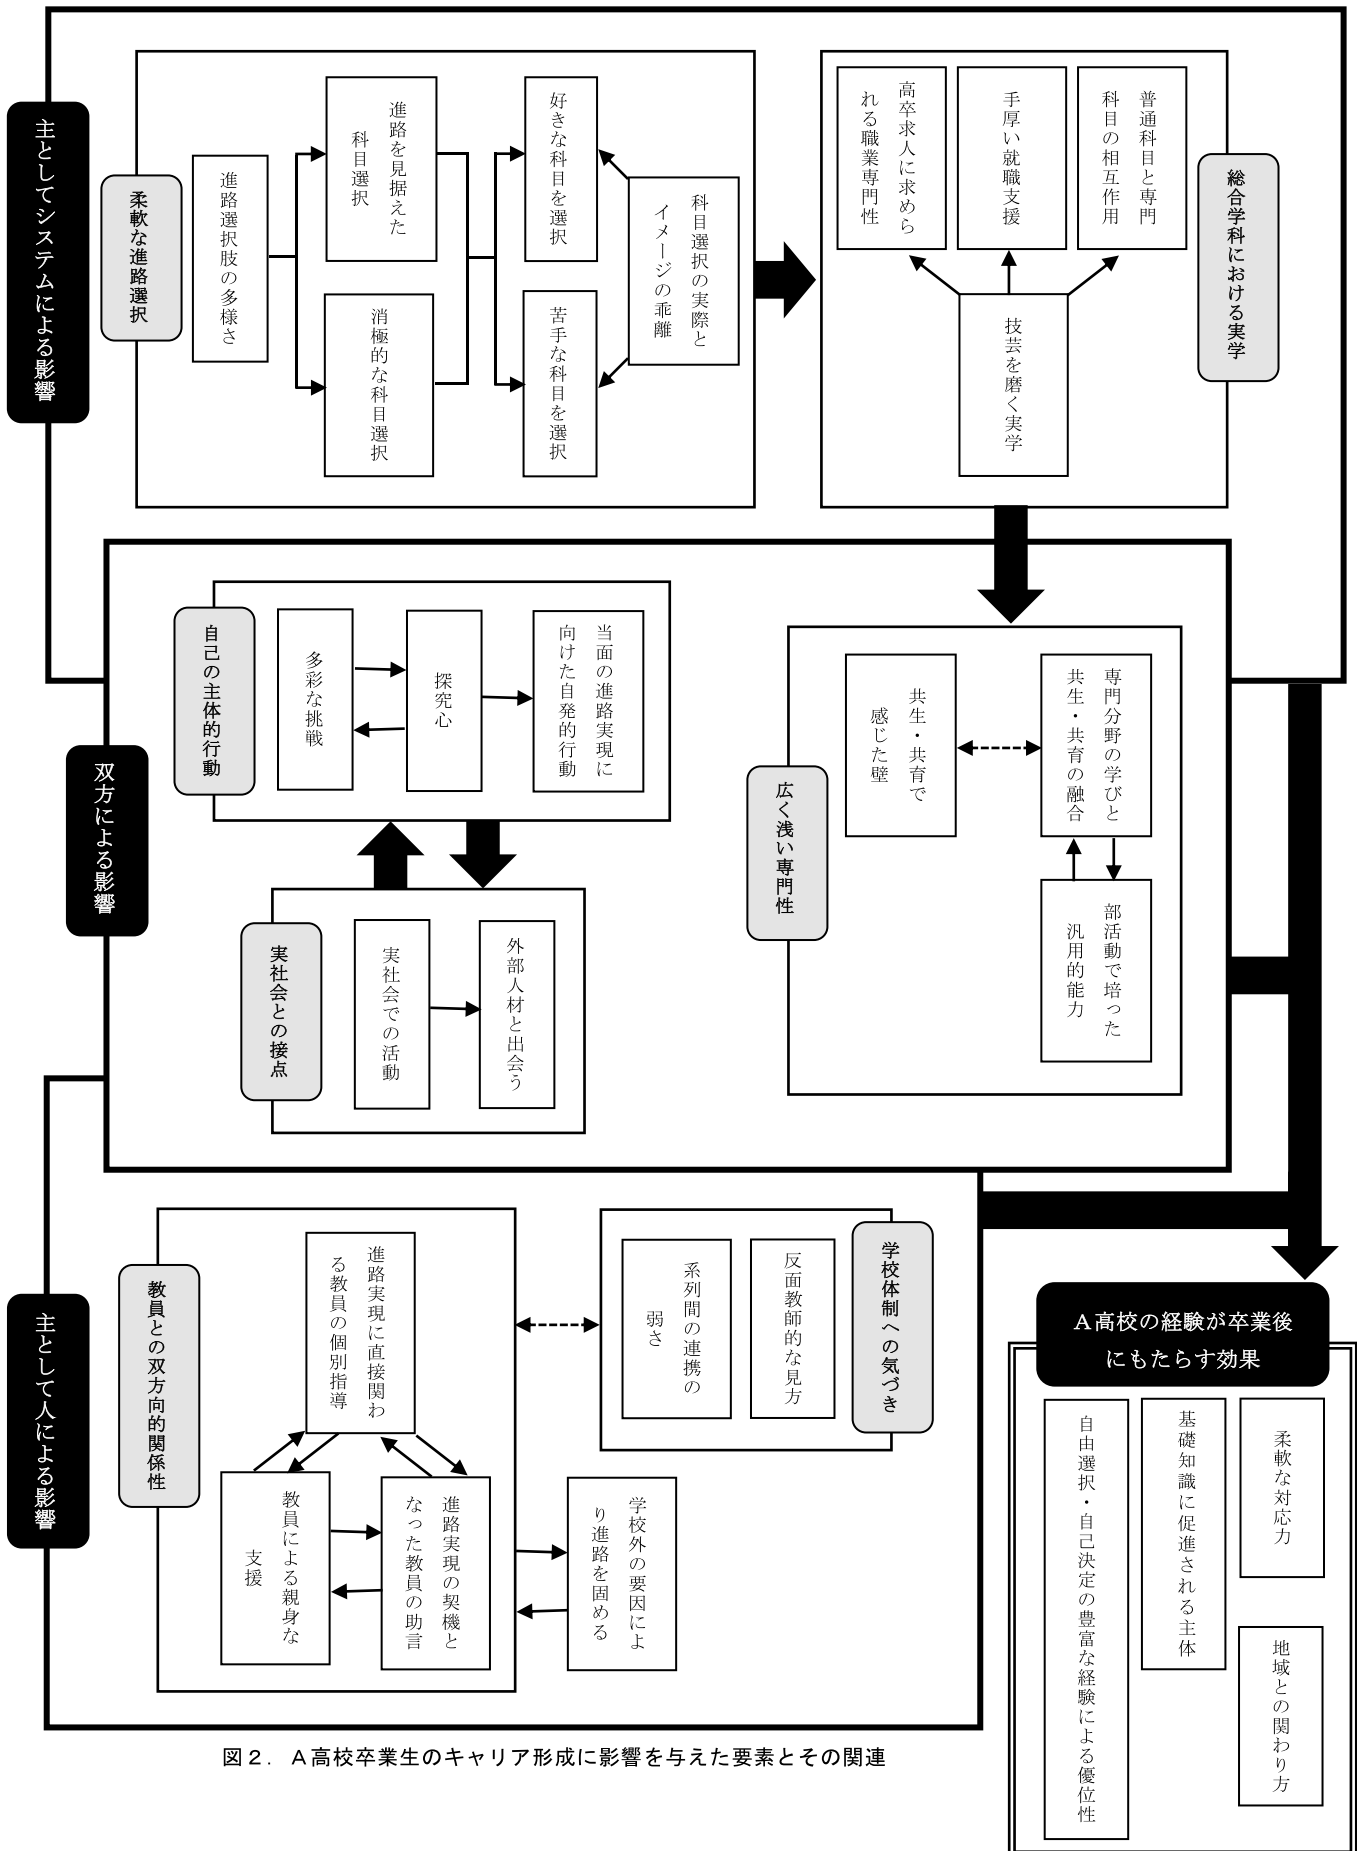 主としてシステムによる影響
柔軟な進路選択
進路選択肢の多様さ
進路を見据えた
科目選択
消極的な科目選択
好きな科目を選択
苦手な科目を選択
科目選択の実際と
イメージの乖離
総合学科における実学
高卒求人に求めら
れる職業専門性
手厚い就職支援
普通科目と専門
科目の相互作用
技芸を磨く実学
双方による影響
自己の主体的行動
多彩な挑戦
探究心
当面の進路実現に
向けた自発的行動
実社会との接点
実社会での活動
外部人材と出会う
広く浅い専門性
共生・共育で
感じた壁
専門分野の学びと
共生・共育の融合
部活動で培った
汎用的能力
主として人による影響
教員との双方向的関係性
進路実現に直接関わ
る教員の個別指導
教員による親身な
支援
進路実現の契機と
なった教員の助言
学校外の要因によ
り進路を固める
学校体制への気づき
系列間の連携の
弱さ
反面教師的な見方
A高校の経験が卒業後
にもたらす効果
自由選択・自己決定の豊富な経験による優位性
基礎知識に促進される主体
柔軟な対応力
地域との関わり方
図２． A高校卒業生のキャリア形成に影響を与えた要素とその関連